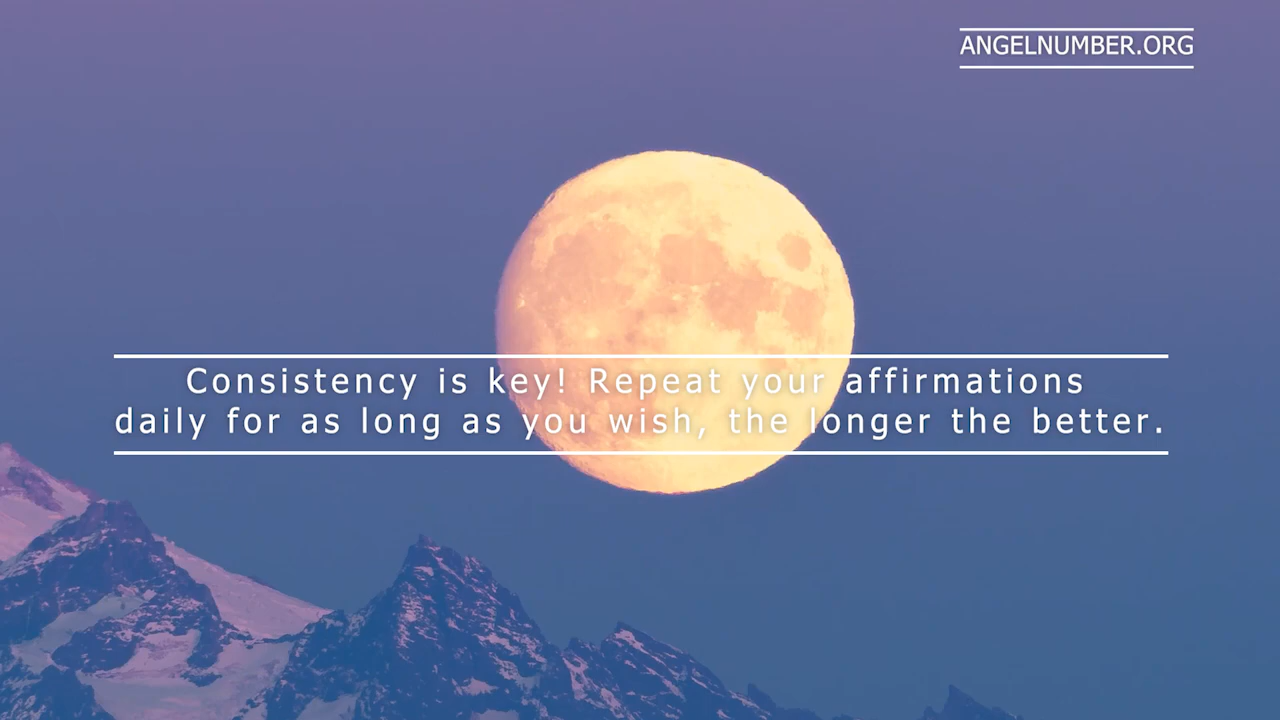 ANGELNUMBER.ORG
Consistency is key! Repeat your affirmations
daily for as long as you wish, the longer the better.